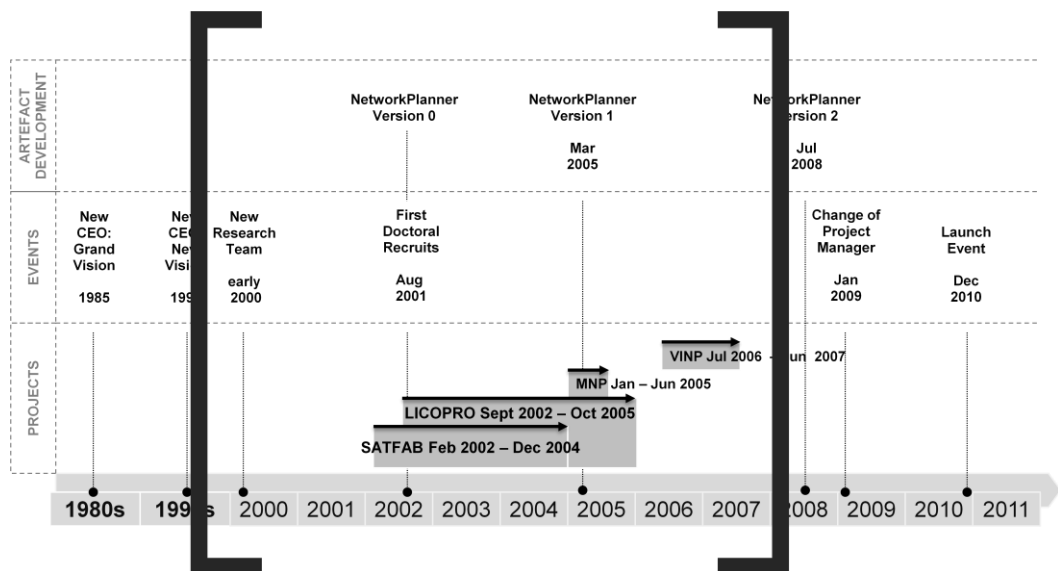 ARTEFACT
DEVELOPMENT
NetworkPlanner
Version 0
NetworkPlanner
Version 1
Mar
2005
Jul
2008
EVENTS
New
CEO:
Grand
Vision
1985
New
New
Research
Team
early
2000
First
Doctoral
Recruits
Aug
2001
Change of
Project
Manager
Jan
2009
Launch
Event
Dec
2010
PROJECTS
VINP Jul 2006 2007
MNP Jan – Jun 2005
LICOPRO Sept 2002 – Oct 2005
SATFAB Feb 2002 – Dec 2004
1980s
2000
2001
2002
2003
2004
2005
2006
2007
2008
2009
2010
2011